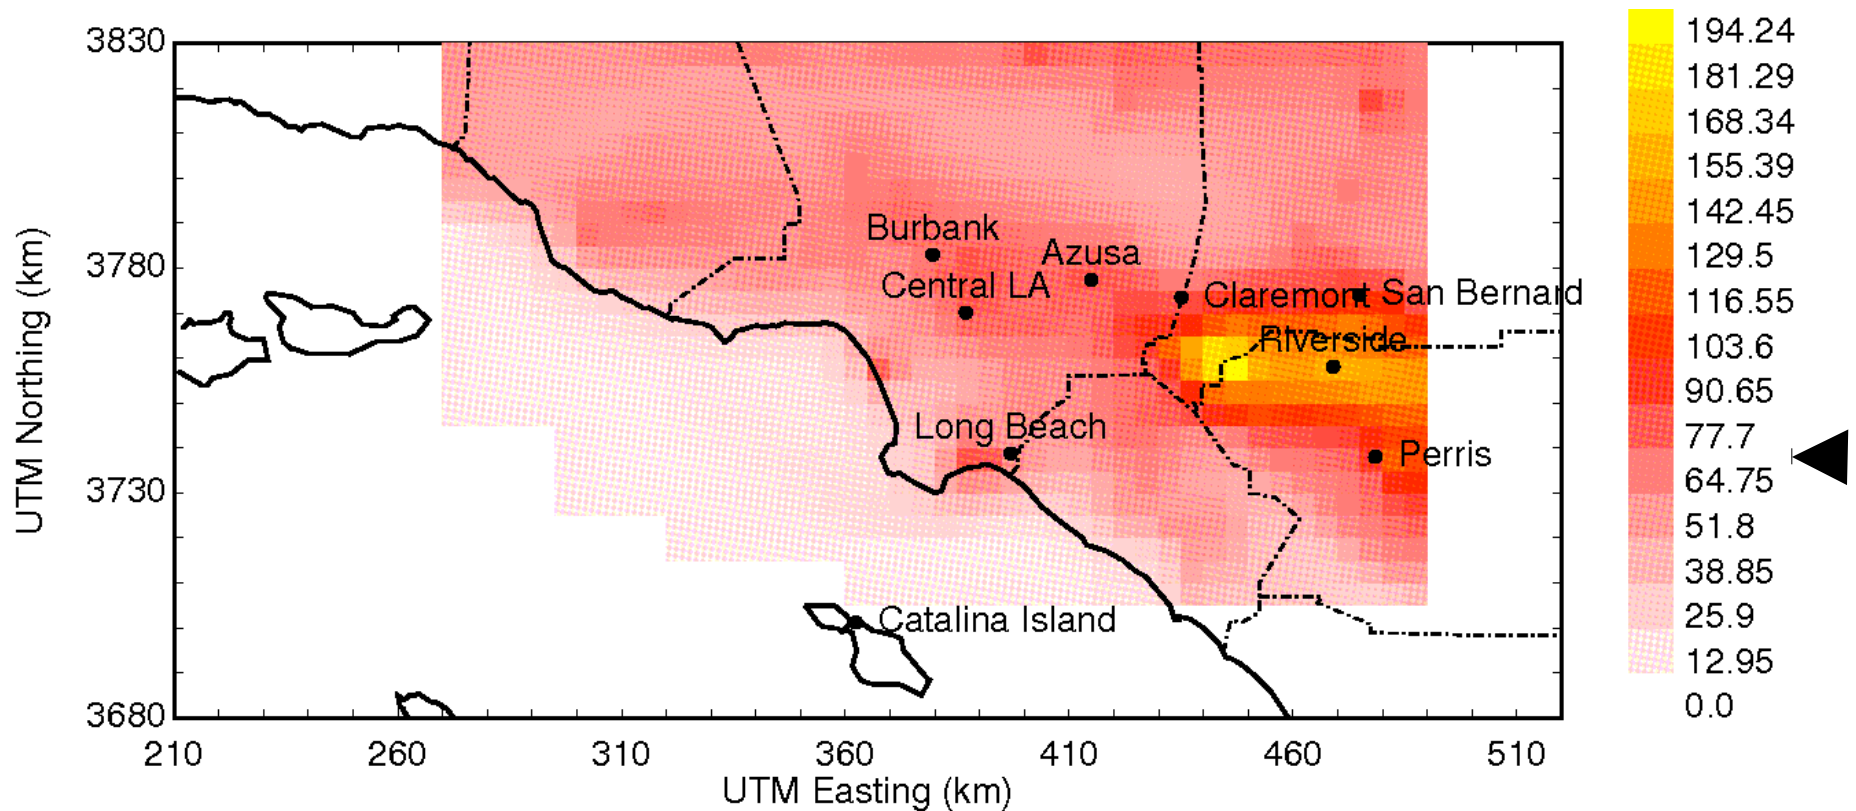 3830
3780
3730
3680
UTM Northing (km)
210 260 310 360 410 460 510
UTM Easting (km)
Burbank
Azusa
Central LA
Claremont
San Bernard
Riverside
Long Beach
Perris
Catalina Island
194.24
181.29
168.34
155.39
142.45
129.5
116.55
103.6
90.65
77.7
64.75
51.8
38.85
25.9
12.95
0.0